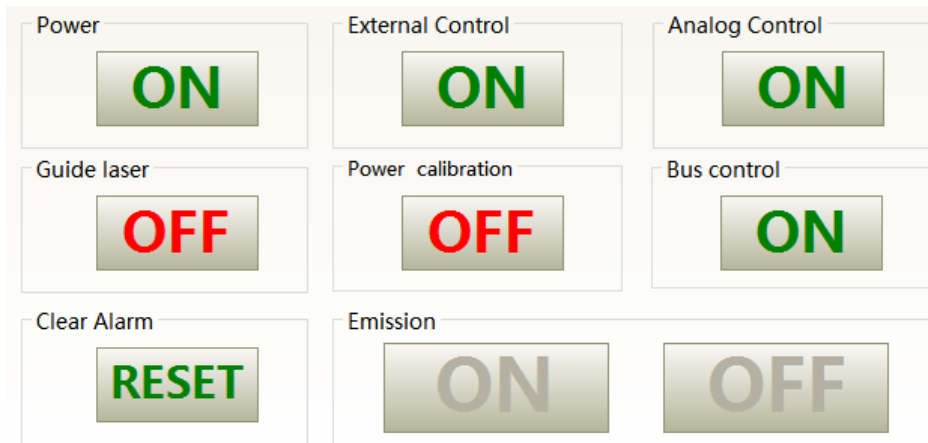 Power External Control Analog Control
ON ON ON
Guide laser Power calibration Bus control
OFF OFF ON
Clear Alarm Emission
RESET ON OFF